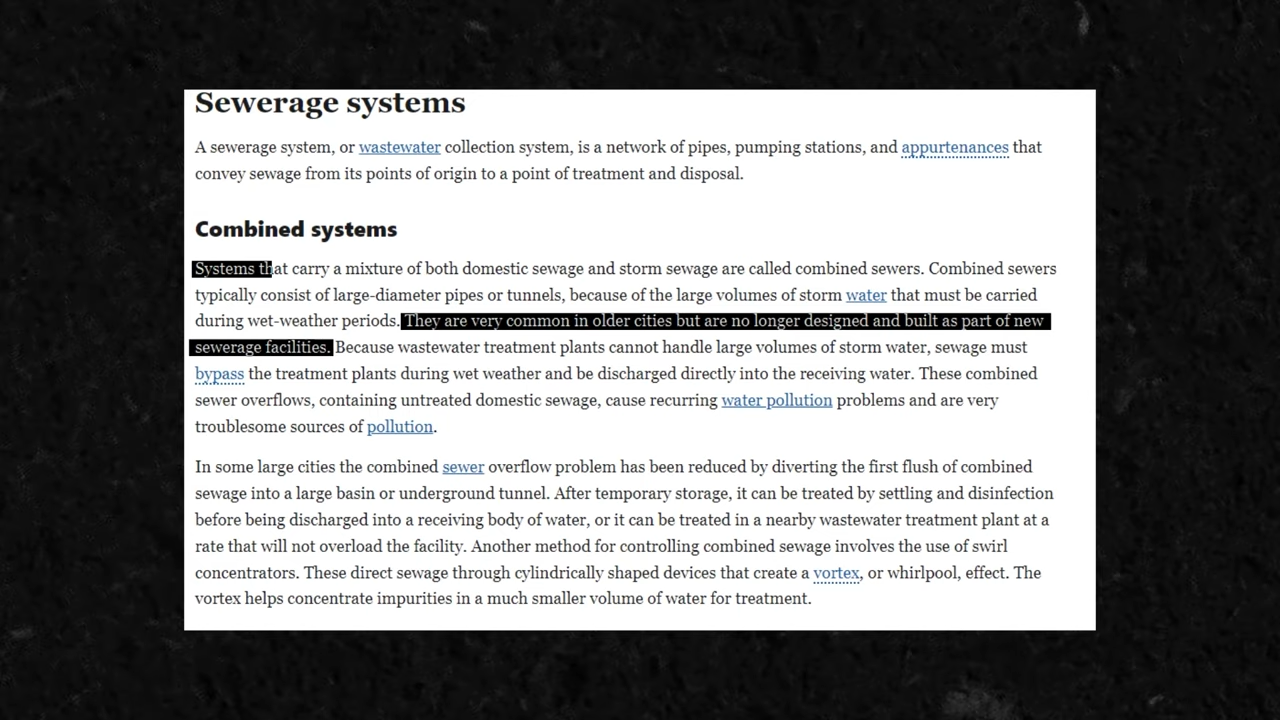 Sewerage systems
A sewerage system, or wastewater collection system, is a network of pipes, pumping stations, and appurtenances that
convey sewage from its points of origin to a point of treatment and disposal.
Combined systems
Systems that carry a mixture of both domestic sewage and storm sewage are called combined sewers. Combined sewers
typically consist of large-diameter pipes or tunnels, because of the large volumes of storm water that must be carried
during wet-weather periods. They are very common in older cities but are no longer designed and built as part of new
sewerage facilities. Because wastewater treatment plants cannot handle large volumes of storm water, sewage must
bypass the treatment plants during wet weather and be discharged directly into the receiving water. These combined
sewer overflows, containing untreated domestic sewage, cause recurring water pollution problems and are very
troublesome sources of pollution.
In some large cities the combined sewer overflow problem has been reduced by diverting the first flush of combined
sewage into a large basin or underground tunnel. After temporary storage, it can be treated by settling and disinfection
before being discharged into a receiving body of water, or it can be treated in a nearby wastewater treatment plant at a
rate that will not overload the facility. Another method for controlling combined sewage involves the use of swirl
concentrators. These direct sewage through cylindrically shaped devices that create a vortex, or whirlpool, effect. The
vortex helps concentrate impurities in a much smaller volume of water for treatment.